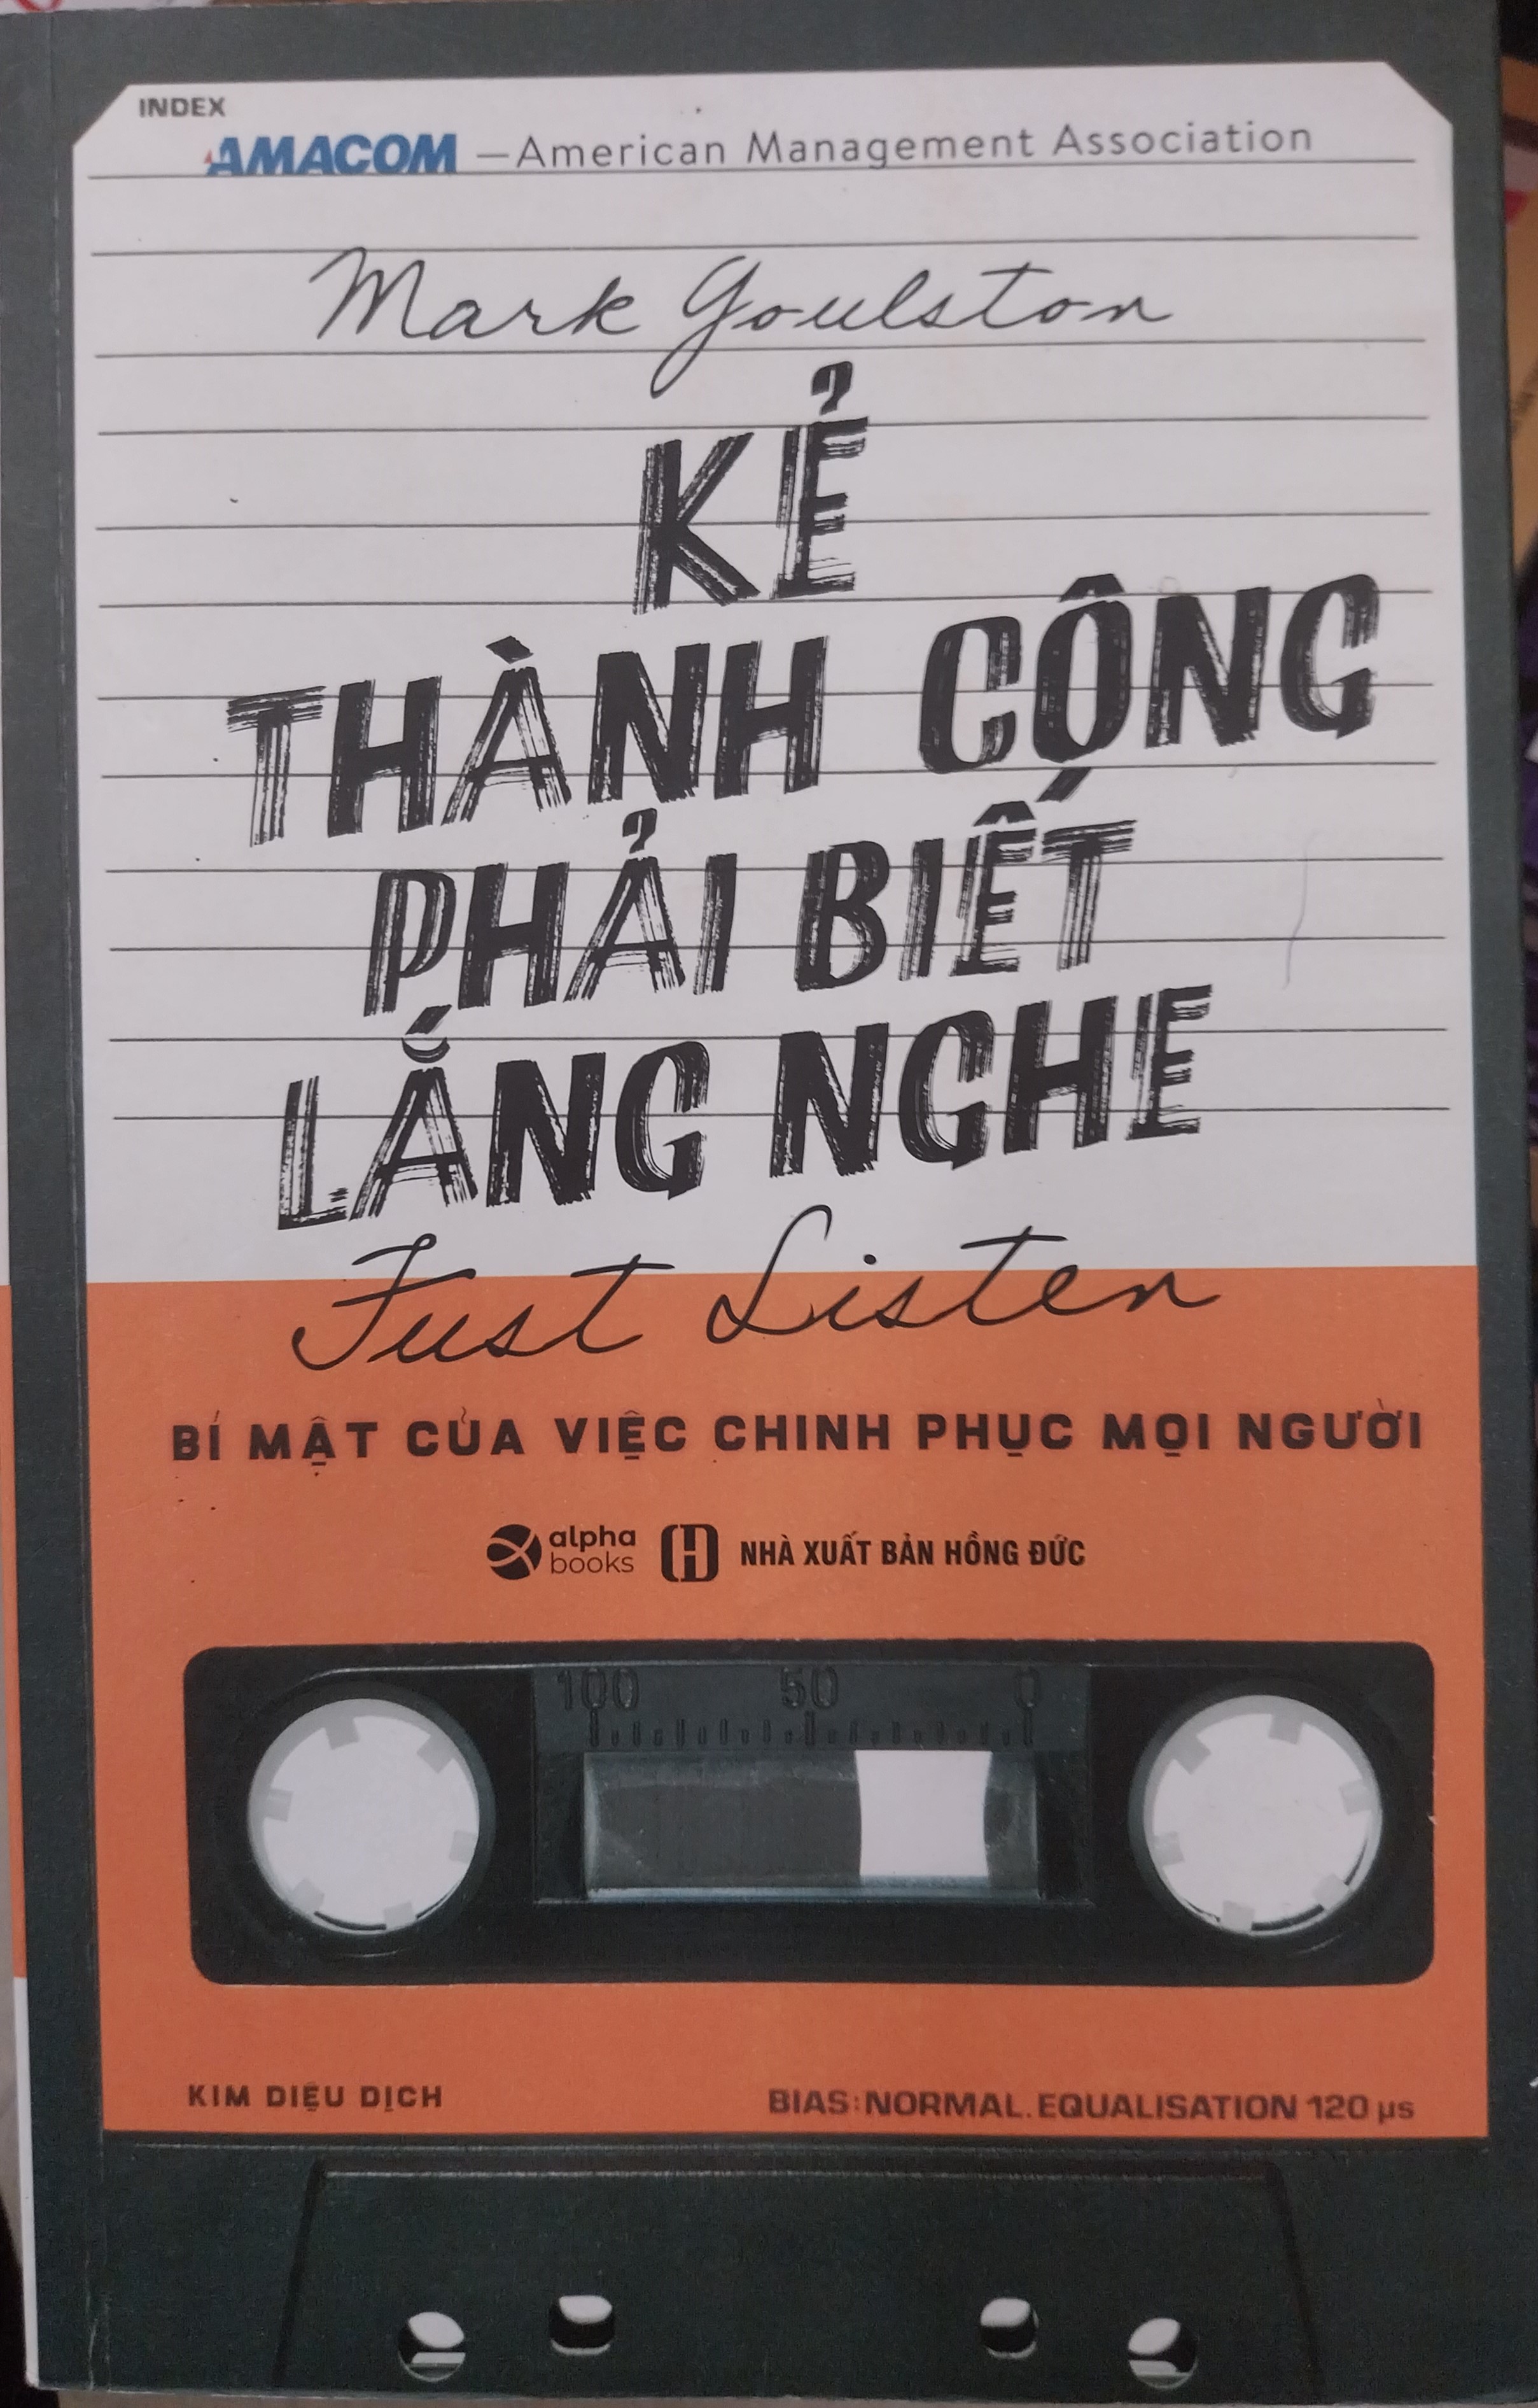 INDEX
AMACOM — American Management Association
Mark Goulston
KẺ
THÀNH CÔNG
PHẢI BIẾT
LẮNG NGHE
Just Listen
BÍ MẬT CỦA VIỆC CHINH PHỤC MỌI NGƯỜI
alpha books NHÀ XUẤT BẢN HỒNG ĐỨC
100 50 0
KIM DIỆU DỊCH BIAS: NORMAL. EQUALISATION 120 µs